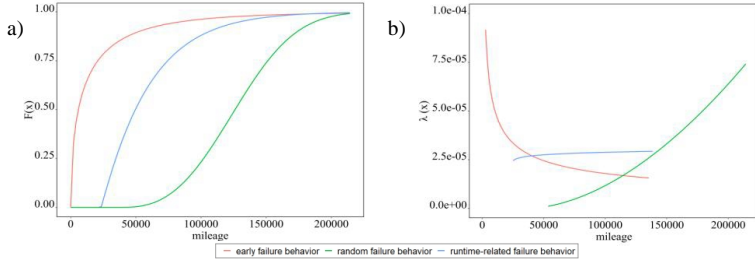 a)
1.00
0.75
0.50
0.25
0.00
F(x)
0 50000 100000 150000 200000
mileage
b)
1.0e-04
7.5e-05
5.0e-05
2.5e-05
0.0e+00
λ (x)
0 50000 100000 150000 200000
mileage
early failure behavior random failure behavior runtime-related failure behavior